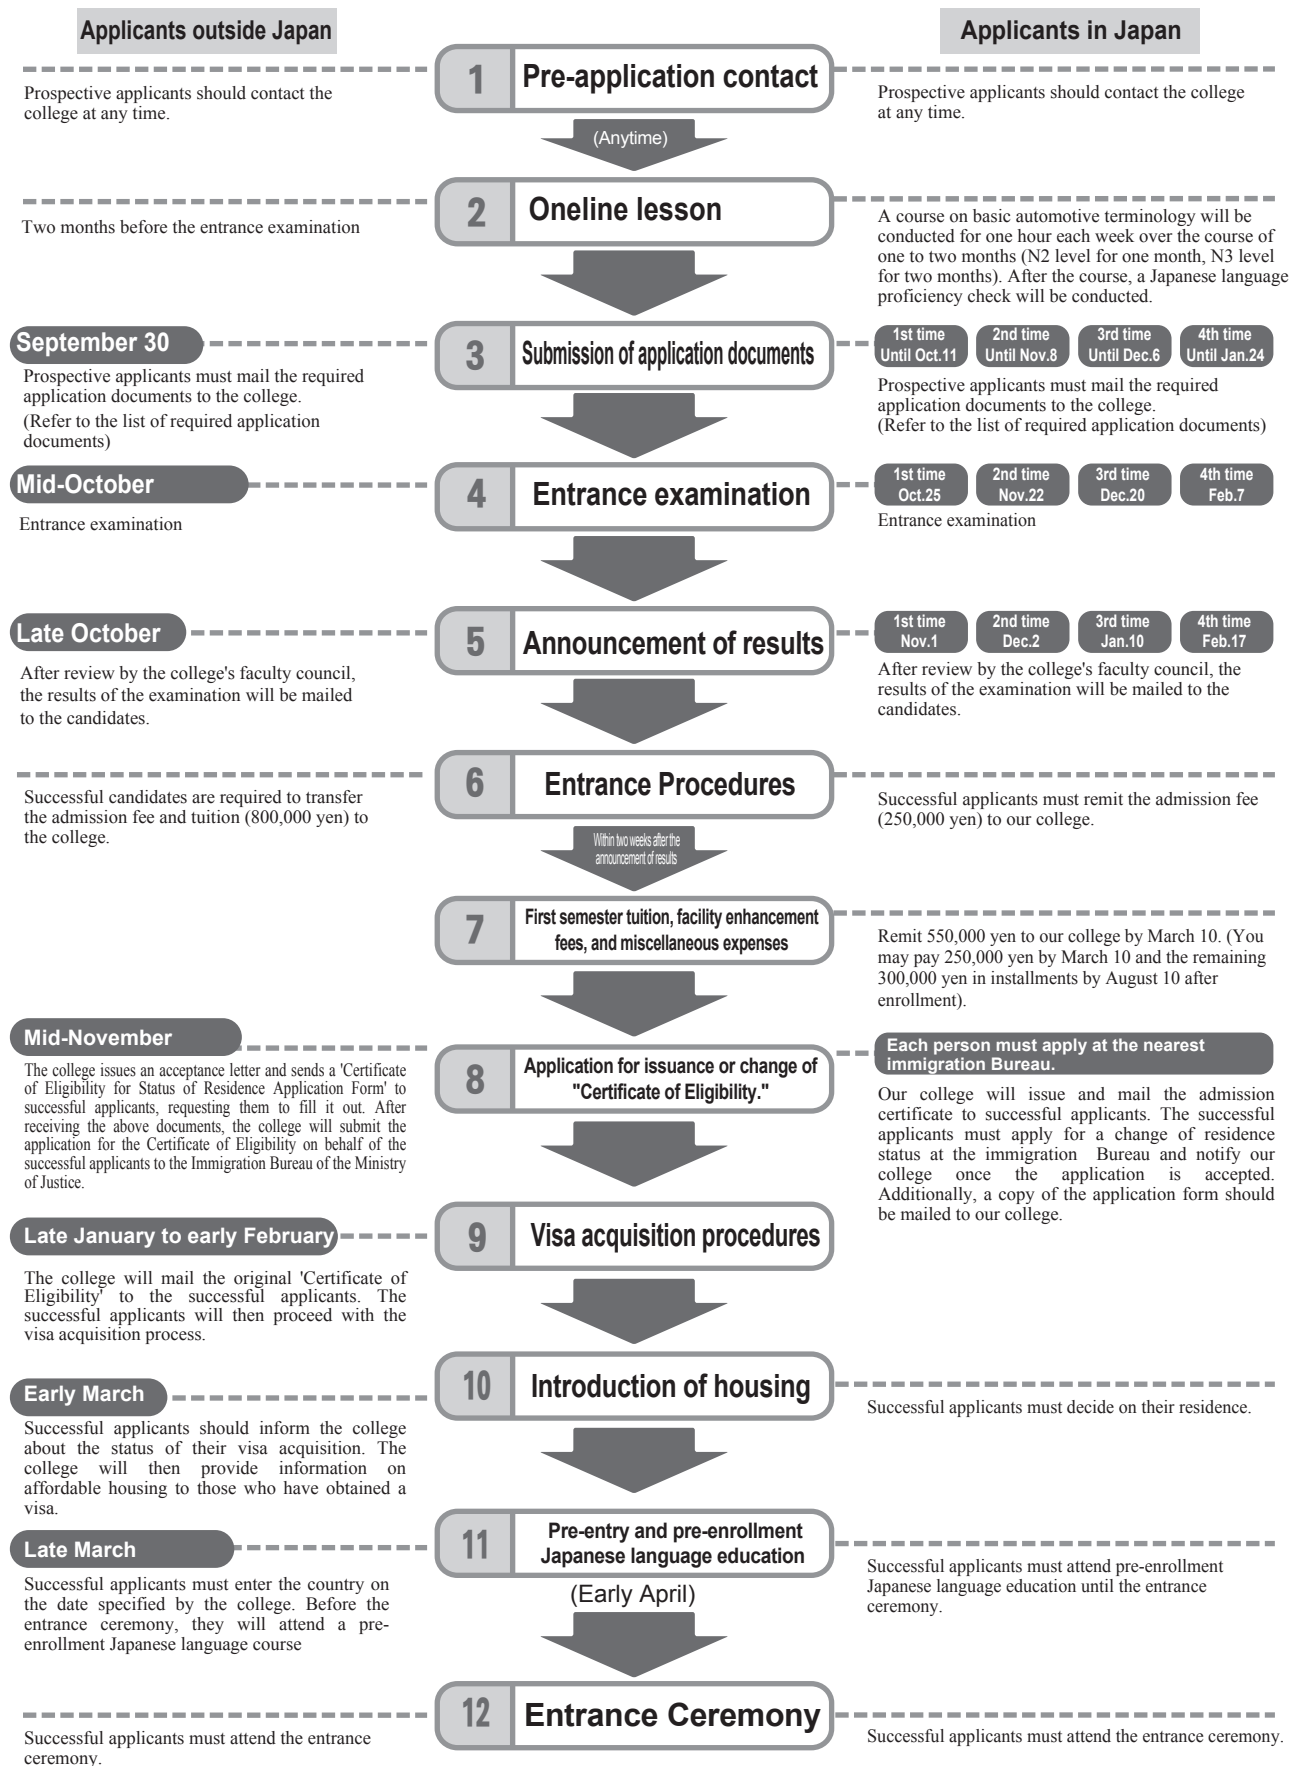 Applicants outside Japan
Applicants in Japan
1
Pre-application contact
Prospective applicants should contact the
college at any time.
Prospective applicants should contact the college
at any time.
(Anytime)
2
Oneline lesson
Two months before the entrance examination
A course on basic automotive terminology will be
conducted for one hour each week over the course of
one to two months (N2 level for one month, N3 level
for two months). After the course, a Japanese language
proficiency check will be conducted.
September 30
3
Submission of application documents
1st time
Until Oct.11
2nd time
Until Nov.8
3rd time
Until Dec.6
4th time
Until Jan.24
Prospective applicants must mail the required
application documents to the college.
(Refer to the list of required application
documents)
Prospective applicants must mail the required
application documents to the college.
(Refer to the list of required application documents)
Mid-October
4
Entrance examination
1st time
Oct.25
2nd time
Nov.22
3rd time
Dec.20
4th time
Feb.7
Entrance examination
Entrance examination
Late October
5
Announcement of results
1st time
Nov.1
2nd time
Dec.2
3rd time
Jan.10
4th time
Feb.17
After review by the college's faculty council,
the results of the examination will be mailed
to the candidates.
After review by the college's faculty council, the
results of the examination will be mailed to the
candidates.
6
Entrance Procedures
Successful candidates are required to transfer
the admission fee and tuition (800,000 yen) to
the college.
Successful applicants must remit the admission fee
(250,000 yen) to our college.
Within two weeks after the
announcement of results
7
First semester tuition, facility enhancement
fees, and miscellaneous expenses
Remit 550,000 yen to our college by March 10. (You
may pay 250,000 yen by March 10 and the remaining
300,000 yen in installments by August 10 after
enrollment).
Mid-November
8
Application for issuance or change of
"Certificate of Eligibility."
Each person must apply at the nearest
immigration Bureau.
The college issues an acceptance letter and sends a 'Certificate
of Eligibility for Status of Residence Application Form' to
successful applicants, requesting them to fill it out. After
receiving the above documents, the college will submit the
application for the Certificate of Eligibility on behalf of the
successful applicants to the Immigration Bureau of the Ministry
of Justice.
Our college will issue and mail the admission
certificate to successful applicants. The successful
applicants must apply for a change of residence
status at the immigration Bureau and notify our
college once the application is accepted.
Additionally, a copy of the application form should
be mailed to our college.
Late January to early February
9
Visa acquisition procedures
The college will mail the original 'Certificate of
Eligibility' to the successful applicants. The
successful applicants will then proceed with the
visa acquisition process.
Early March
10
Introduction of housing
Successful applicants should inform the college
about the status of their visa acquisition. The
college will then provide information on
affordable housing to those who have obtained a
visa.
Successful applicants must decide on their residence.
Late March
11
Pre-entry and pre-enrollment
Japanese language education
Successful applicants must enter the country on
the date specified by the college. Before the
entrance ceremony, they will attend a pre-
enrollment Japanese language course
Successful applicants must attend pre-enrollment
Japanese language education until the entrance
ceremony.
(Early April)
12
Entrance Ceremony
Successful applicants must attend the entrance
ceremony.
Successful applicants must attend the entrance ceremony.